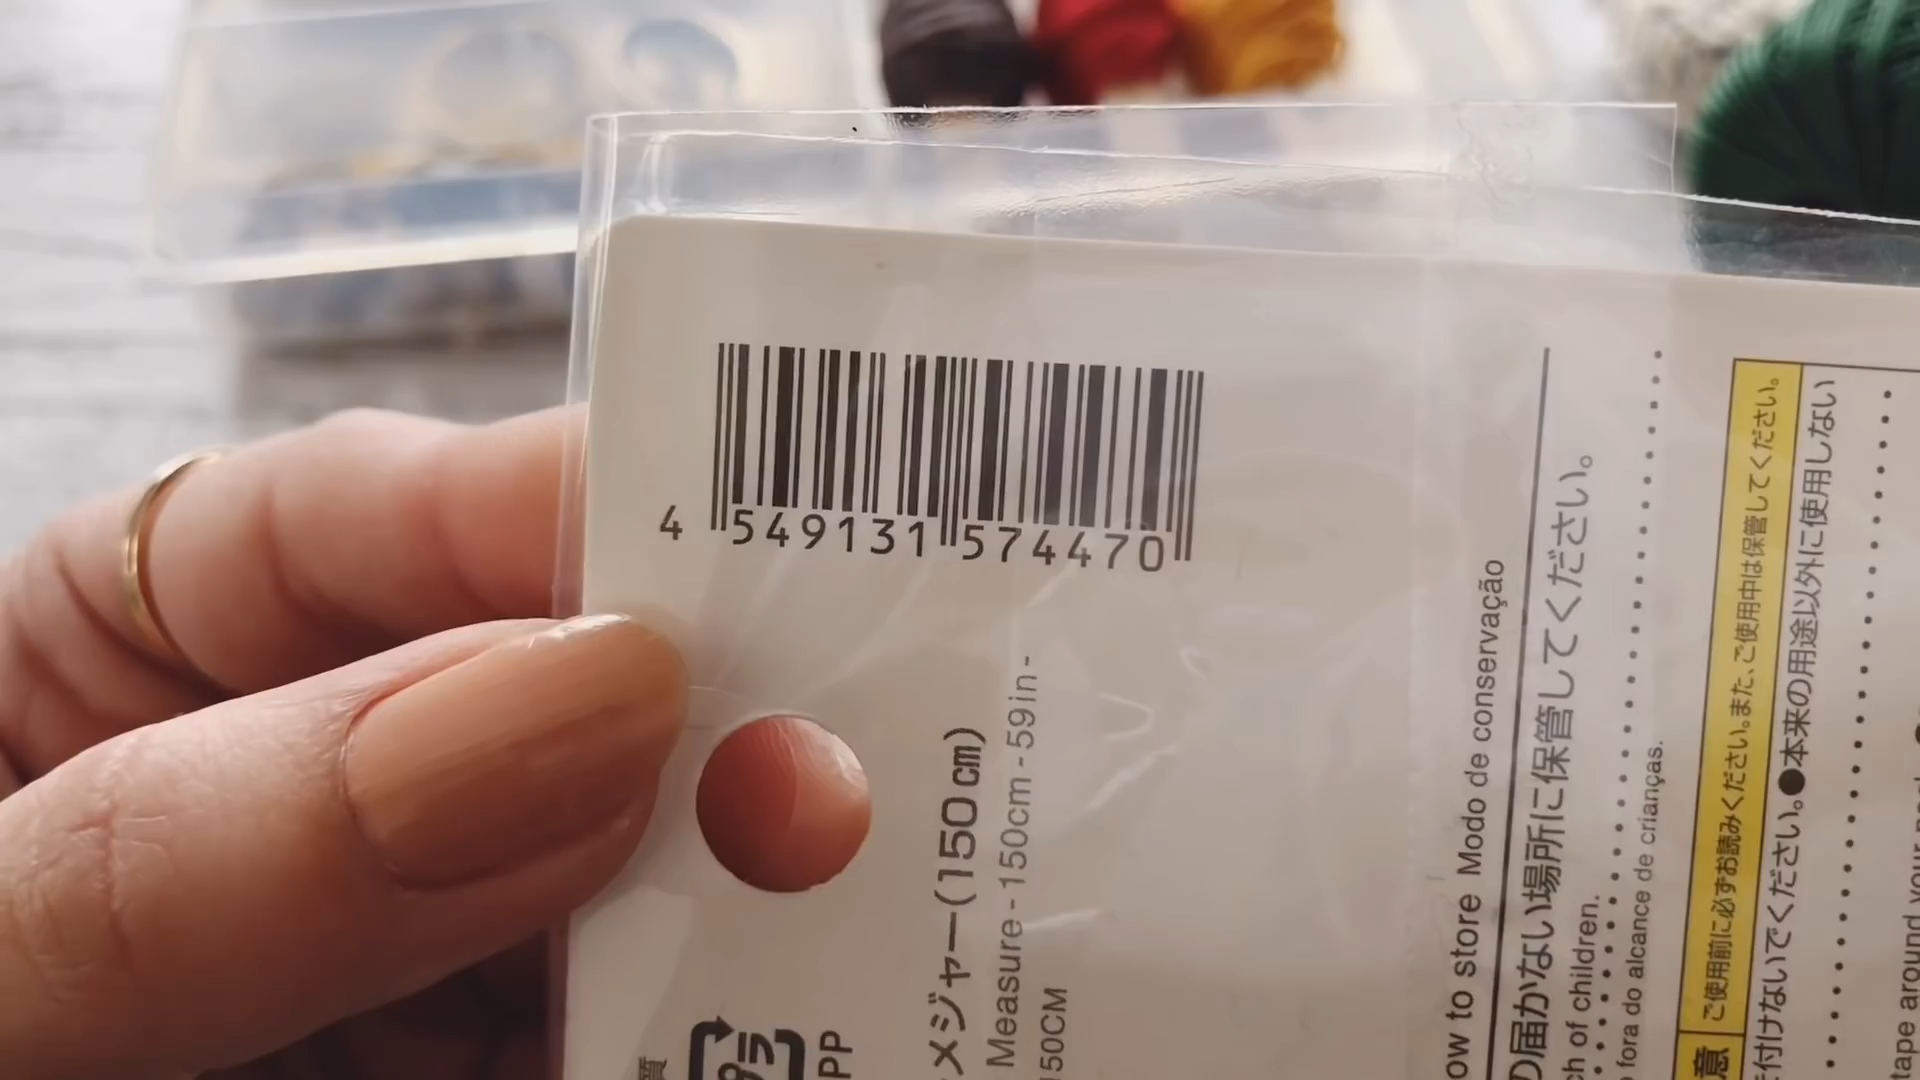 4 549131 574470
メジャー(150cm)
Measure-150cm-59in-
150CM
質
プラ
PP
ow to store Modo de conservação
の届かない場所に保管してください。
ch of children.
fora do alcance de crianças.
意 ご使用前に必ずお読みください。また、ご使用中は保管してください。
付けないでください。●本来の用途以外に使用しない
tape around your